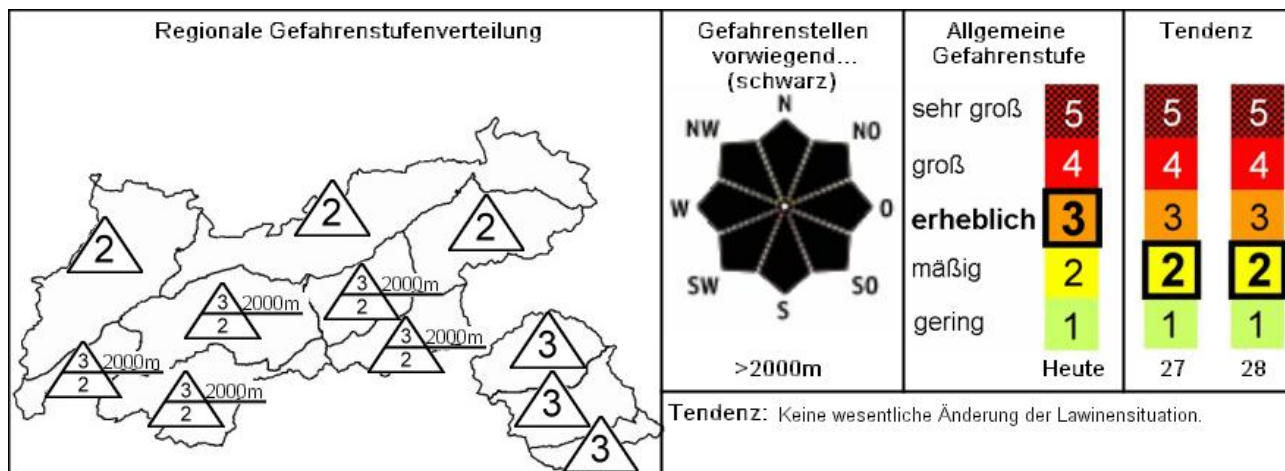 Regionale Gefahrenstufenverteilung
2
2
2
3 2000m
2
3 2000m
2
3 2000m
2
3 2000m
2
3 2000m
2
3
3
3
Gefahrenstellen
vorwiegend...
(schwarz)
N
NW NO
W O
SW SO
S
>2000m
Allgemeine
Gefahrenstufe
sehr groß 5
groß 4
erheblich 3
mäßig 2
gering 1
Heute
Tendenz
5 5
4 4
3 3
2 2
1 1
27 28
Tendenz: Keine wesentliche Änderung der Lawinensituation.